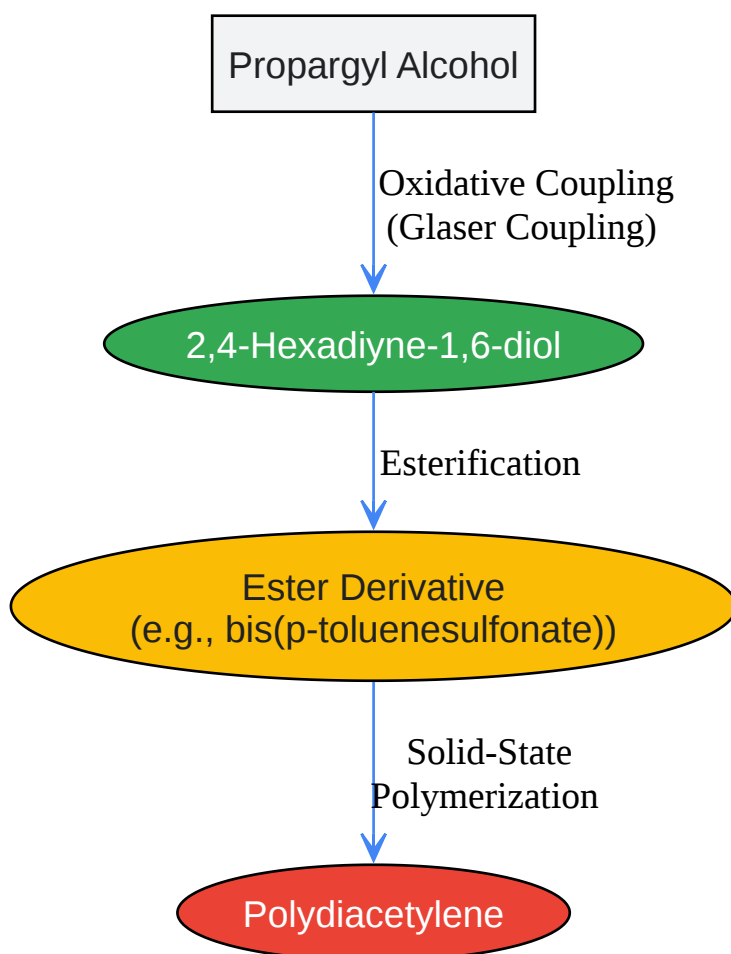 Propargyl Alcohol
Oxidative Coupling
(Glaser Coupling)
2,4-Hexadiyne-1,6-diol
Esterification
Ester Derivative
(e.g., bis(p-toluenesulfonate))
Solid-State
Polymerization
Polydiacetylene